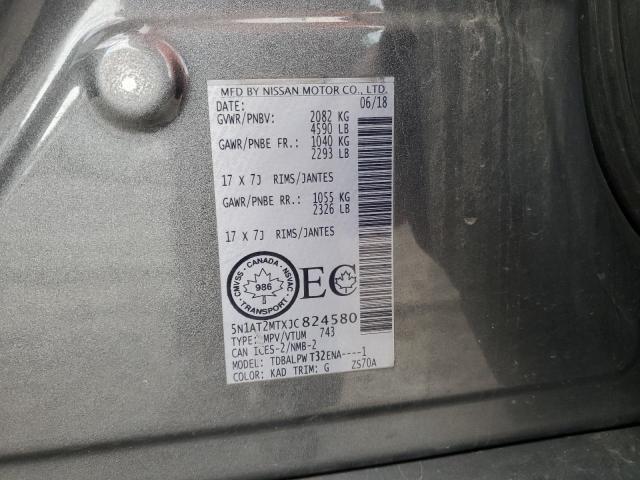 MFD BY NISSAN MOTOR CO., LTD.
DATE: 06/18
GVWR/PNBV: 2082 KG
4590 LB
GAWR/PNBE FR.: 1040 KG
2293 LB
17 X 7J RIMS/JANTES
GAWR/PNBE RR.: 1055 KG
2326 LB
17 X 7J RIMS/JANTES
CMVSS · CANADA · NSVAC
986
· TRANSPORT ·
EC
5N1AT2MTXJC824580
TYPE: MPV/VTUM 743
CAN ICES-2/NMB-2
MODEL: TDBALPWT32ENA----1
COLOR: KAD TRIM: G ZS70A